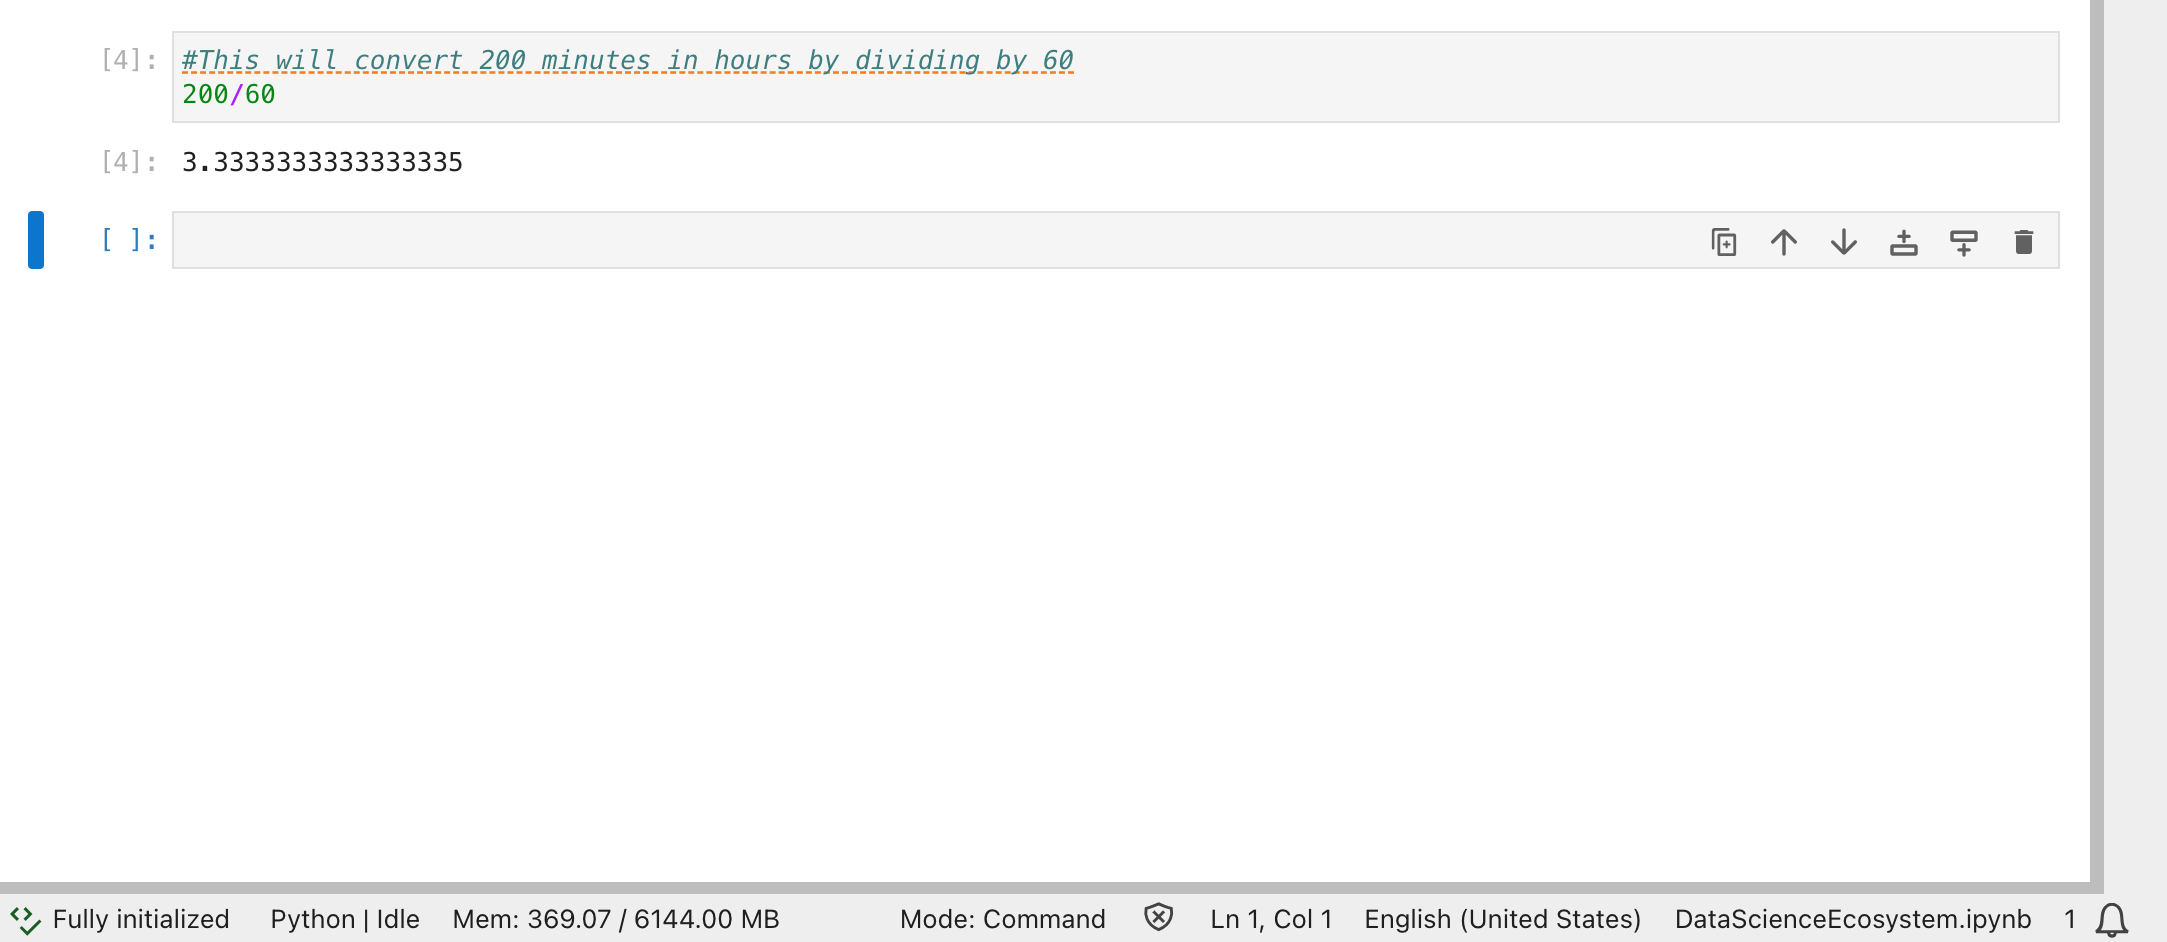 [4]: #This will convert 200 minutes in hours by dividing by 60
200/60
[4]: 3.3333333333333335
[ ]:
Fully initialized Python | Idle Mem: 369.07 / 6144.00 MB Mode: Command Ln 1, Col 1 English (United States) DataScienceEcosystem.ipynb 1